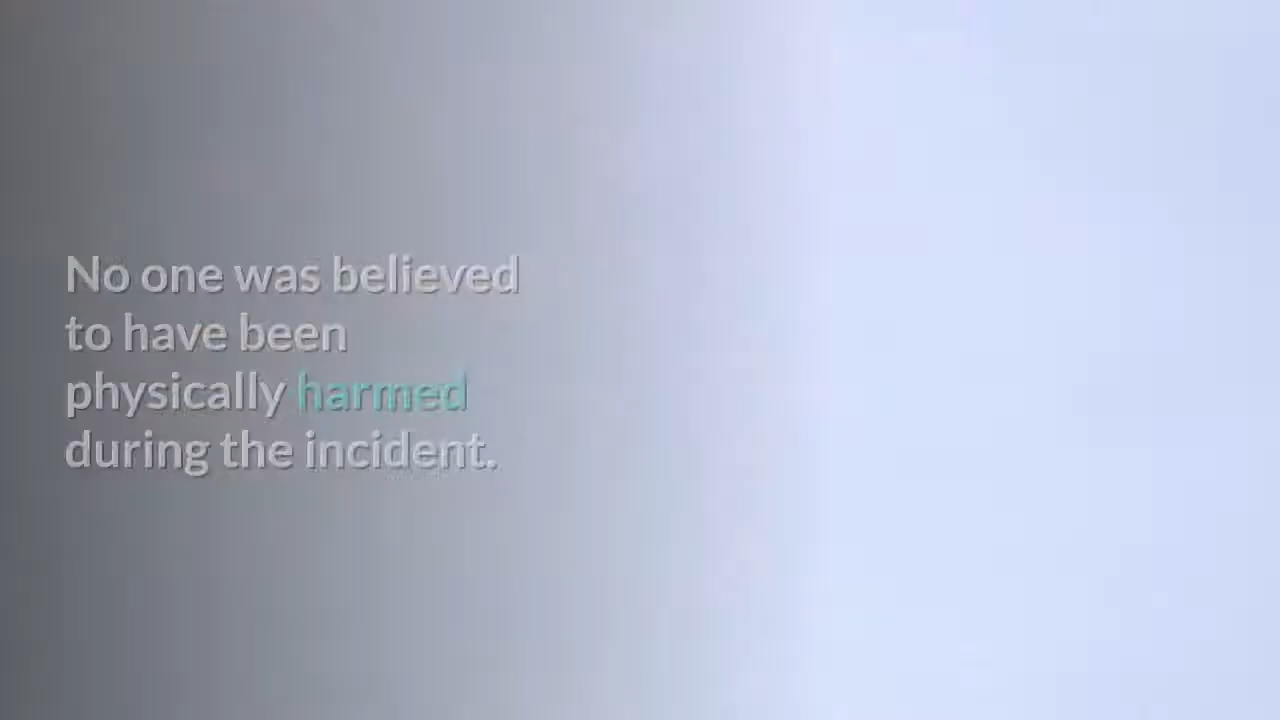 No one was believed
to have been
physically harmed
during the incident.